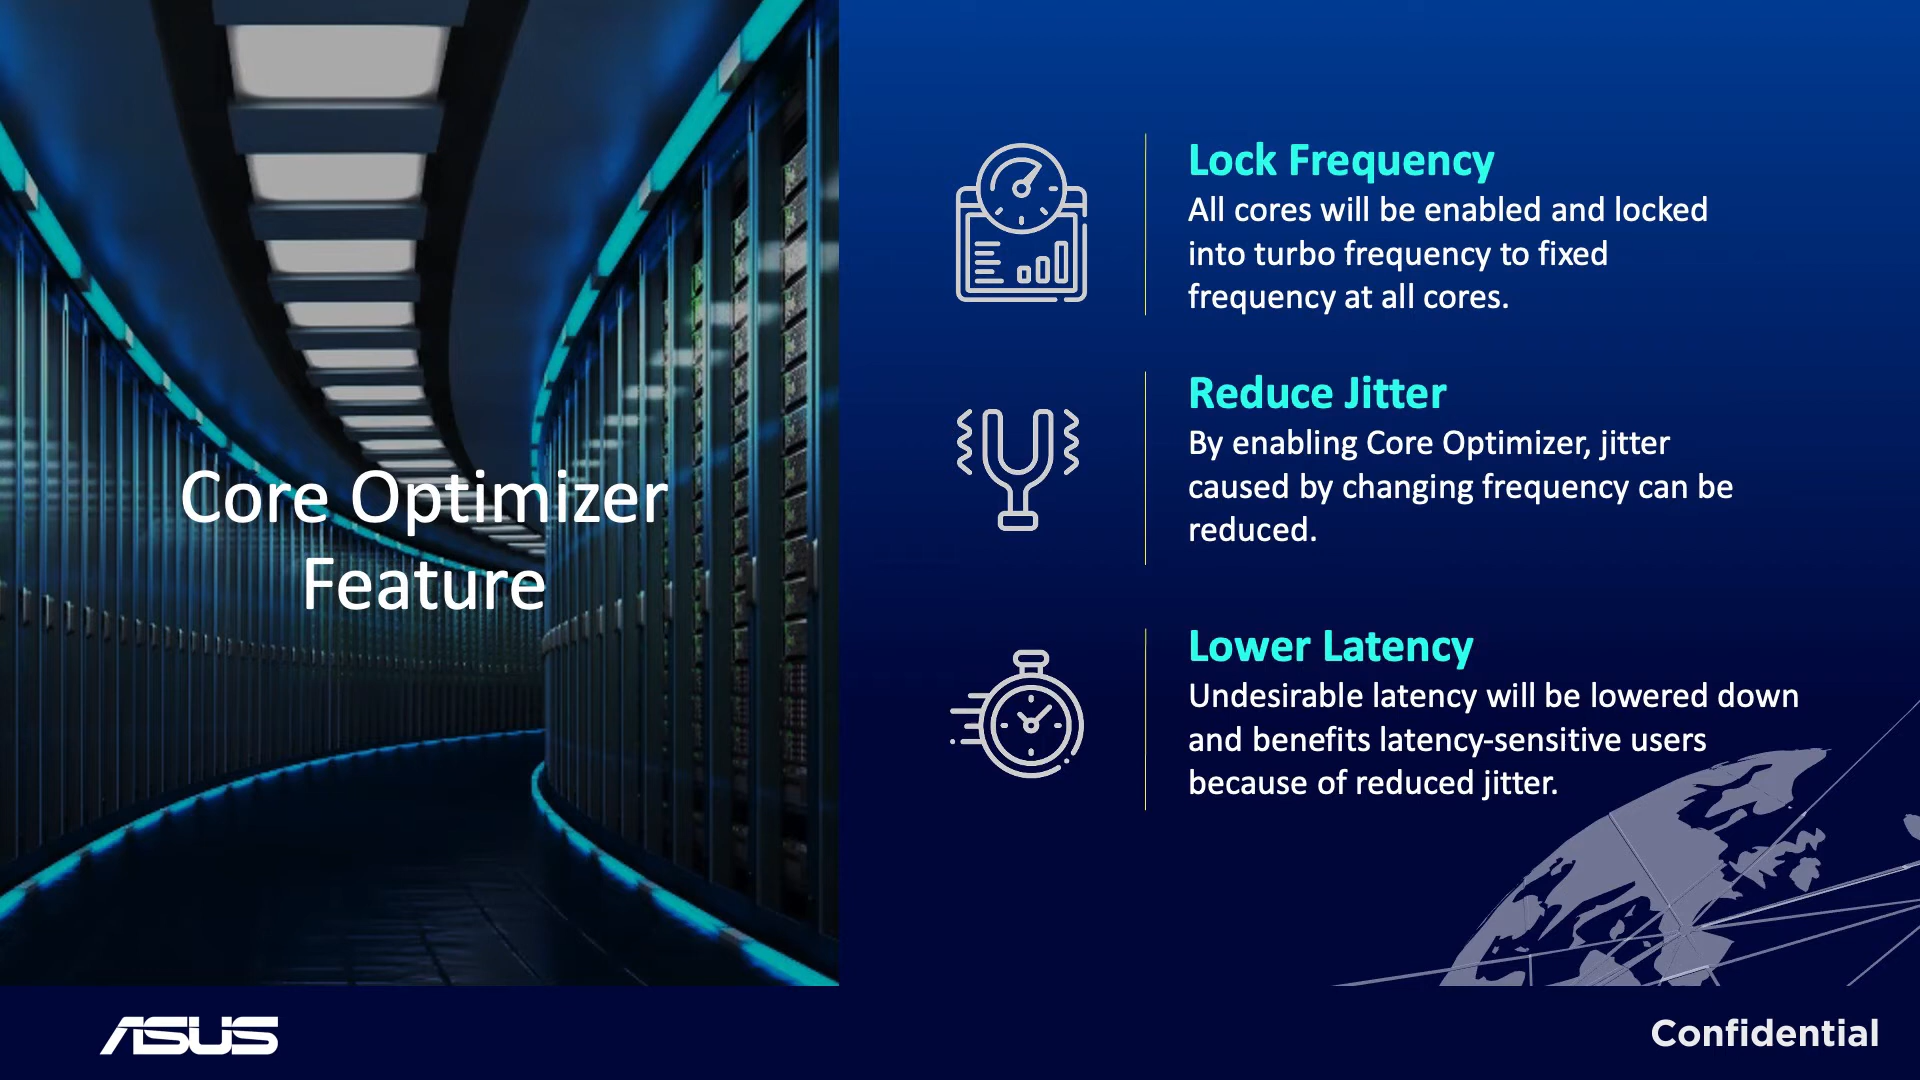 Core Optimizer
Feature
Lock Frequency
All cores will be enabled and locked
into turbo frequency to fixed
frequency at all cores.
Reduce Jitter
By enabling Core Optimizer, jitter
caused by changing frequency can be
reduced.
Lower Latency
Undesirable latency will be lowered down
and benefits latency-sensitive users
because of reduced jitter.
ASUS
Confidential